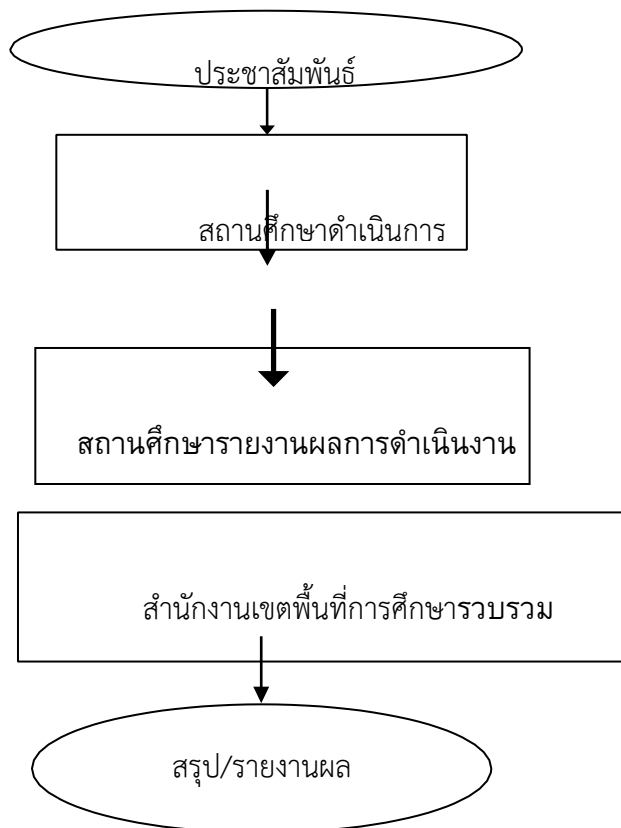 ประชาสัมพันธ์
สถานศึกษาดำเนินการ
สถานศึกษารายงานผลการดำเนินงาน
สำนักงานเขตพื้นที่การศึกษารวบรวม
สรุป/รายงานผล